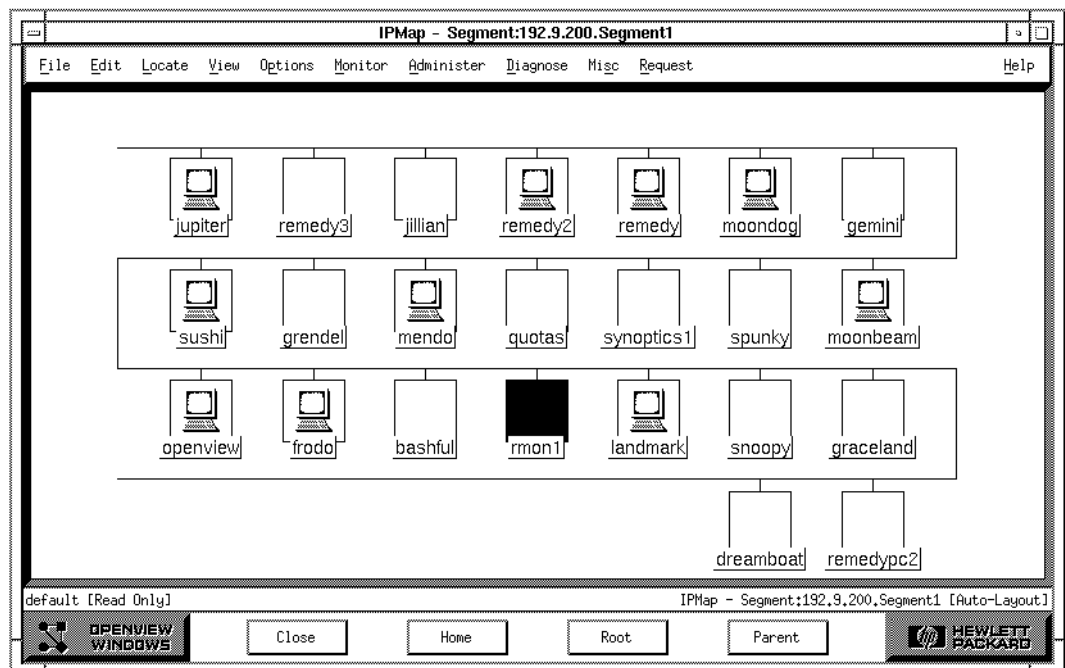 IPMap - Segment:192.9.200.Segment1
File Edit Locate View Options Monitor Administer Diagnose Misc Request Help
jupiter remedy3 jillian remedy2 remedy moondog gemini
sushi grendel mendo quotas synoptics1 spunky moonbeam
openview frodo bashful rmon1 landmark snoopy graceland
dreamboat remedypc2
default [Read Only] IPMap - Segment:192.9.200.Segment1 [Auto-Layout]
OPENVIEW WINDOWS Close Home Root Parent hp HEWLETT PACKARD